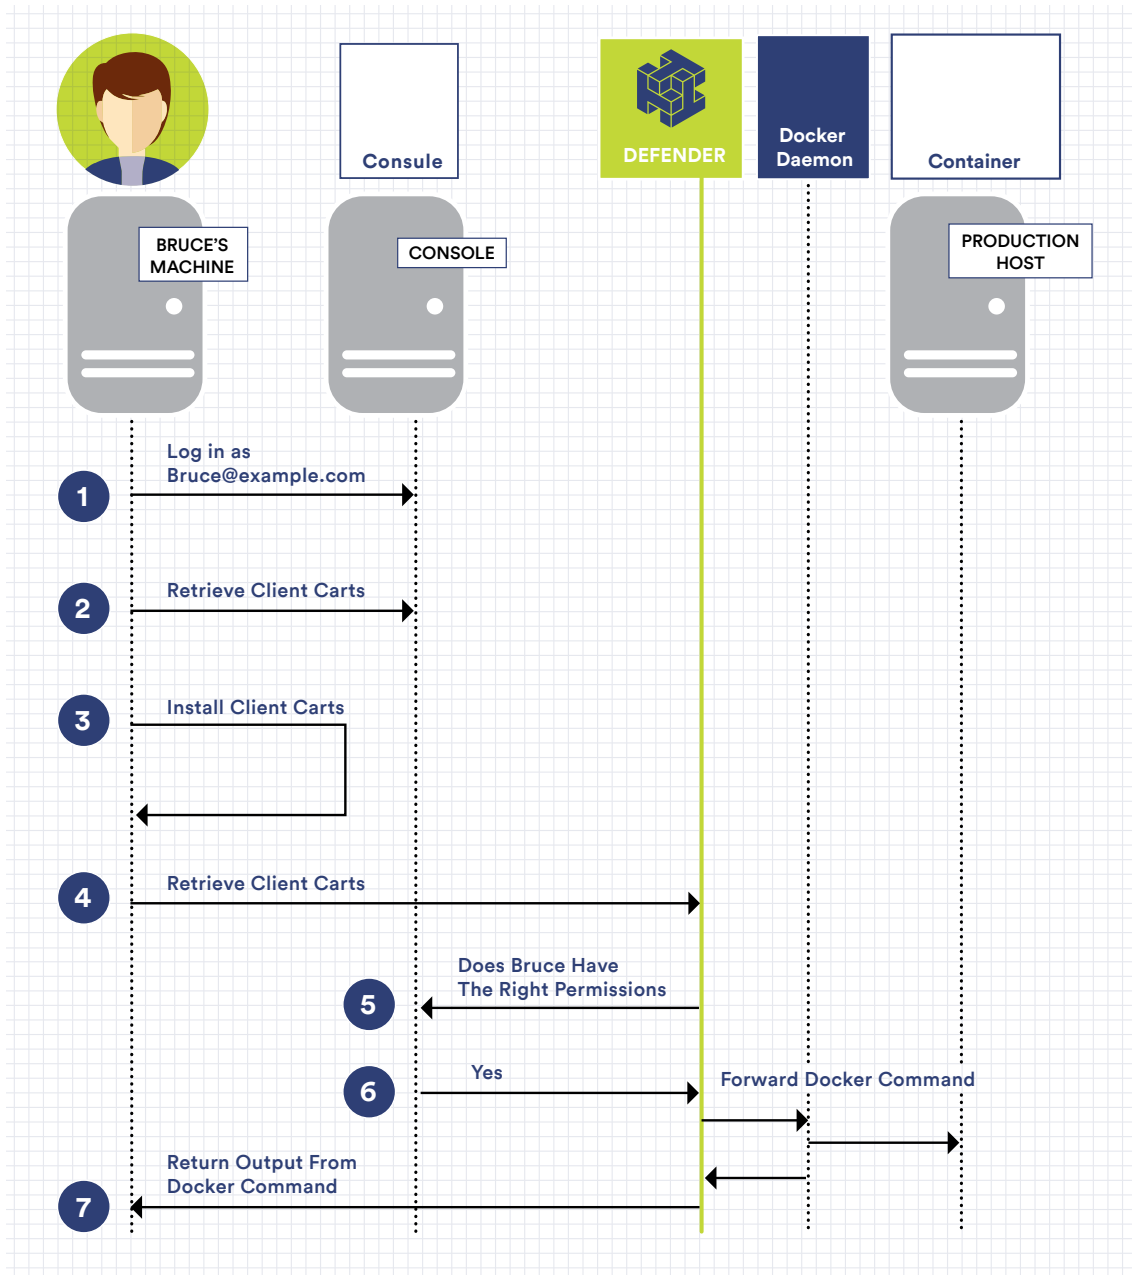 Consule
DEFENDER
Docker
Daemon
Container
BRUCE'S
MACHINE
CONSOLE
PRODUCTION
HOST
Log in as
Bruce@example.com
1
Retrieve Client Carts
2
Install Client Carts
3
Retrieve Client Carts
4
Does Bruce Have
The Right Permissions
5
Yes
6
Forward Docker Command
Return Output From
Docker Command
7